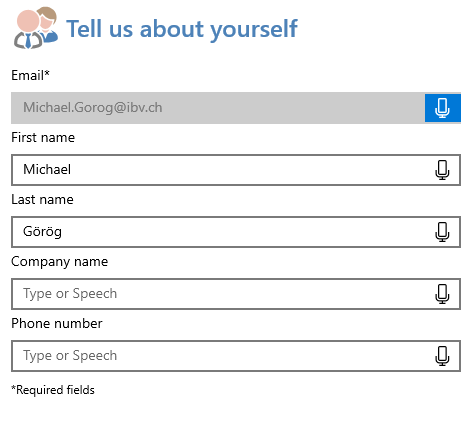 Tell us about yourself
Email*
Michael.Gorog@ibv.ch
First name
Michael
Last name
Görög
Company name
Type or Speech
Phone number
Type or Speech
*Required fields